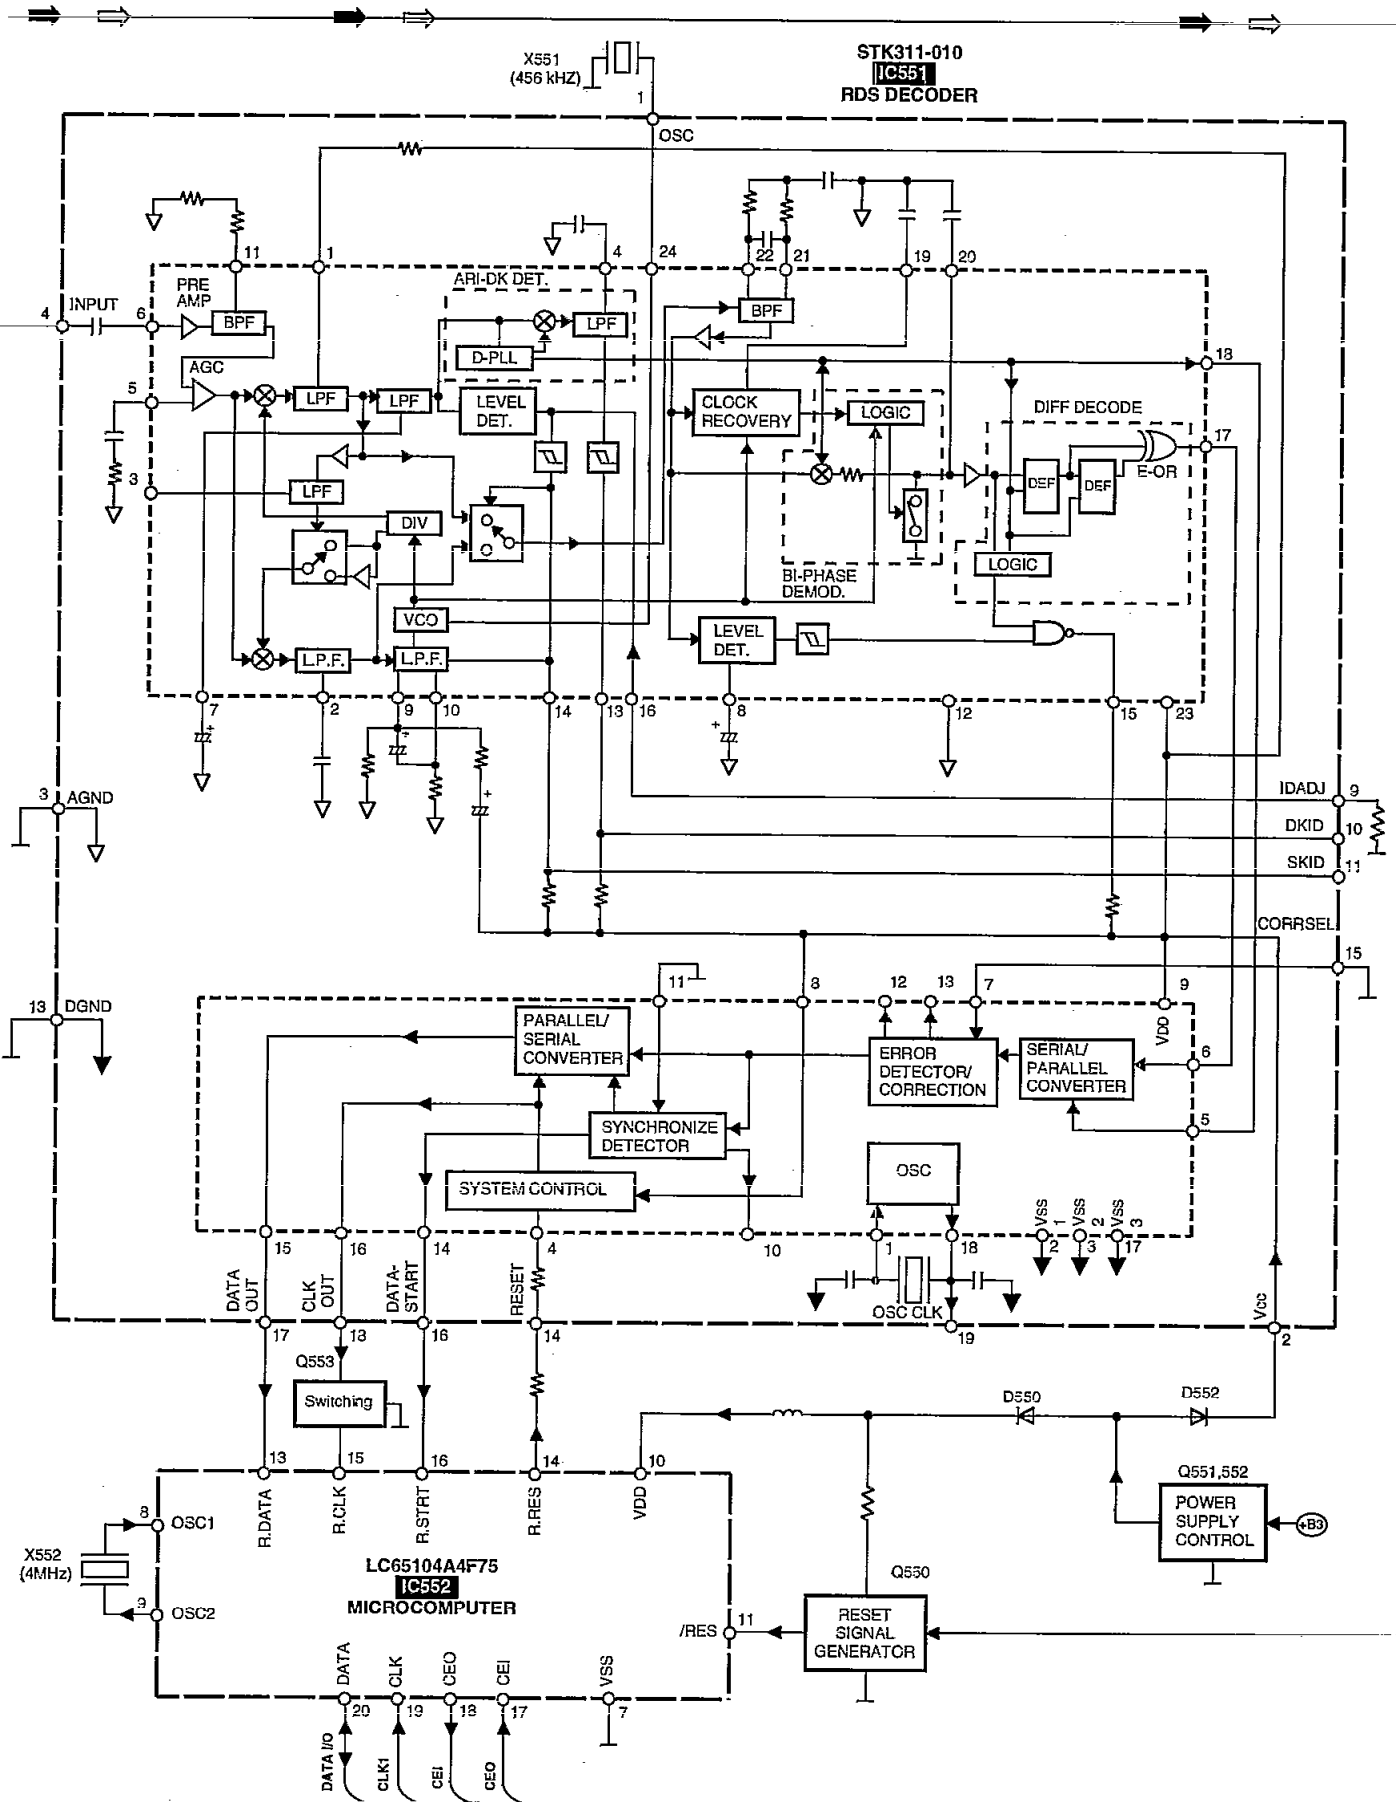 X551
(456 kHZ)
STK311-010
IC551
RDS DECODER
1
OSC
11
1
4
24
22
21
19
20
ARI-DK DET.
PRE
AMP
BPF
4
INPUT
6
LPF
BPF
D-PLL
18
5
AGC
LPF
LPF
LEVEL
DET.
CLOCK
RECOVERY
LOGIC
DIFF DECODE
17
E-OR
3
LPF
DIV
DEF
DEF
LOGIC
BI-PHASE
DEMOD.
VCO
LEVEL
DET.
L.P.F.
L.P.F.
7
2
9
10
14
13
16
8
12
15
23
+
+
+
+
3
AGND
IDADJ
9
DKID
10
SKID
11
CORRSEL
15
13
DGND
11
8
12
13
7
9
VDD
PARALLEL/
SERIAL
CONVERTER
ERROR
DETECTOR/
CORRECTION
SERIAL/
PARALLEL
CONVERTER
6
5
SYNCHRONIZE
DETECTOR
OSC
SYSTEM CONTROL
VSS
1
VSS
2
VSS
3
15
16
14
4
10
1
18
2
3
17
DATA
OUT
CLK
OUT
DATA-
START
RESET
OSC CLK
Vcc
17
13
16
14
19
2
Q553
Switching
D550
D552
13
15
16
14
10
Q551,552
POWER
SUPPLY
CONTROL
+B3
R.DATA
R.CLK
R.STRT
R.RES
VDD
8
OSC1
X552
(4MHz)
LC65104A4F75
IC552
MICROCOMPUTER
9
OSC2
Q550
RESET
SIGNAL
GENERATOR
/RES
11
DATA
CLK
CEO
CEI
VSS
20
19
18
17
7
DATA I/O
CLK1
CEI
CEO